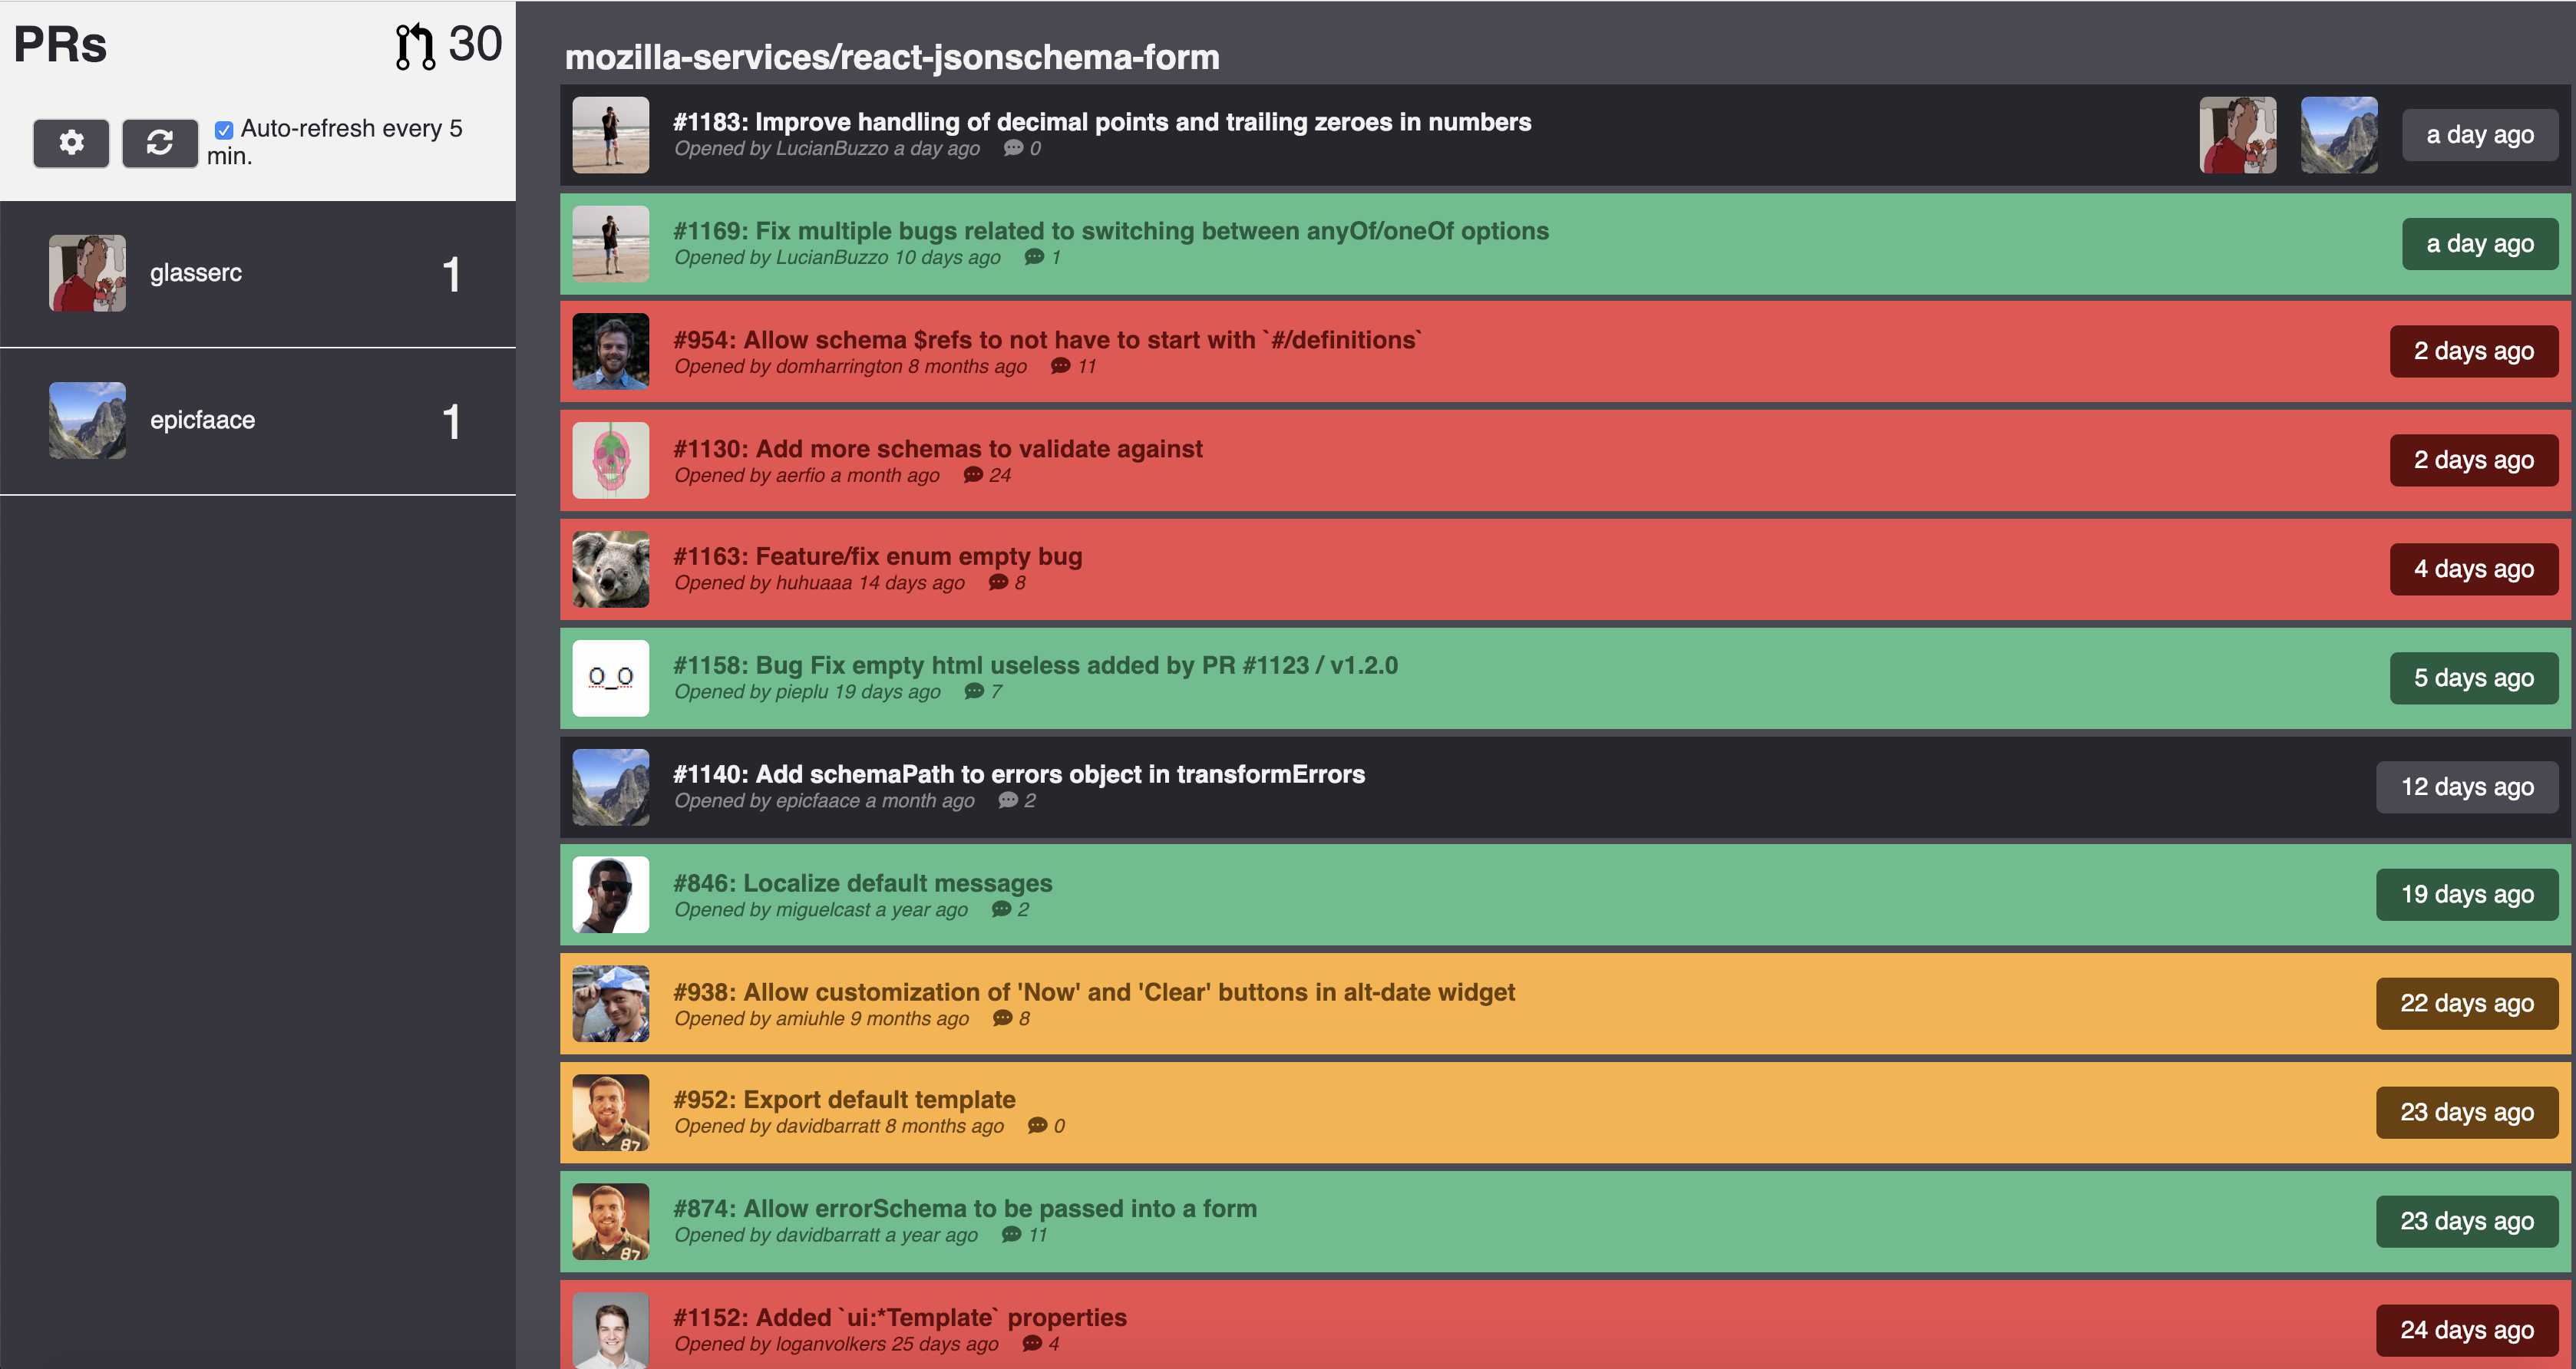 PRs 30
Auto-refresh every 5
min.
glasserc 1
epicfaace 1
mozilla-services/react-jsonschema-form
#1183: Improve handling of decimal points and trailing zeroes in numbers
Opened by LucianBuzzo a day ago 0
a day ago
#1169: Fix multiple bugs related to switching between anyOf/oneOf options
Opened by LucianBuzzo 10 days ago 1
a day ago
#954: Allow schema $refs to not have to start with `#/definitions`
Opened by domharrington 8 months ago 11
2 days ago
#1130: Add more schemas to validate against
Opened by aerfio a month ago 24
2 days ago
#1163: Feature/fix enum empty bug
Opened by huhuaaa 14 days ago 8
4 days ago
O_O
#1158: Bug Fix empty html useless added by PR #1123 / v1.2.0
Opened by pieplu 19 days ago 7
5 days ago
#1140: Add schemaPath to errors object in transformErrors
Opened by epicfaace a month ago 2
12 days ago
#846: Localize default messages
Opened by miguelcast a year ago 2
19 days ago
#938: Allow customization of 'Now' and 'Clear' buttons in alt-date widget
Opened by amiuhle 9 months ago 8
22 days ago
87
#952: Export default template
Opened by davidbarratt 8 months ago 0
23 days ago
87
#874: Allow errorSchema to be passed into a form
Opened by davidbarratt a year ago 11
23 days ago
#1152: Added `ui:*Template` properties
Opened by loganvolkers 25 days ago 4
24 days ago